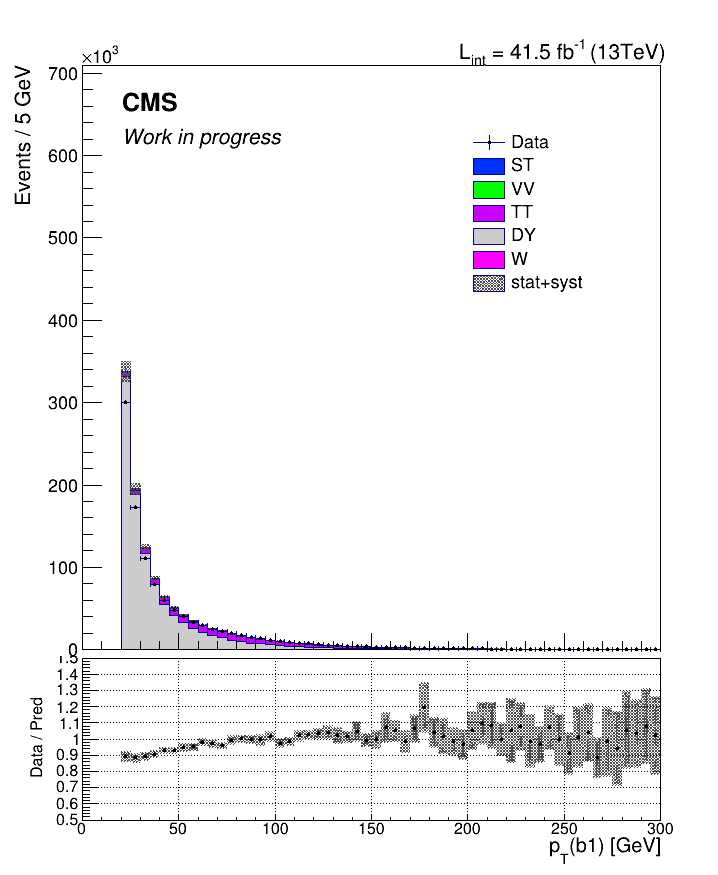 ×10³
L_int = 41.5 fb⁻¹ (13TeV)
Events / 5 GeV
700
600
500
400
300
200
100
0
CMS
Work in progress
Data
ST
VV
TT
DY
W
stat+syst
Data / Pred
1.5
1.4
1.3
1.2
1.1
1
0.9
0.8
0.7
0.6
0.5
0 50 100 150 200 250 300
p_T(b1) [GeV]